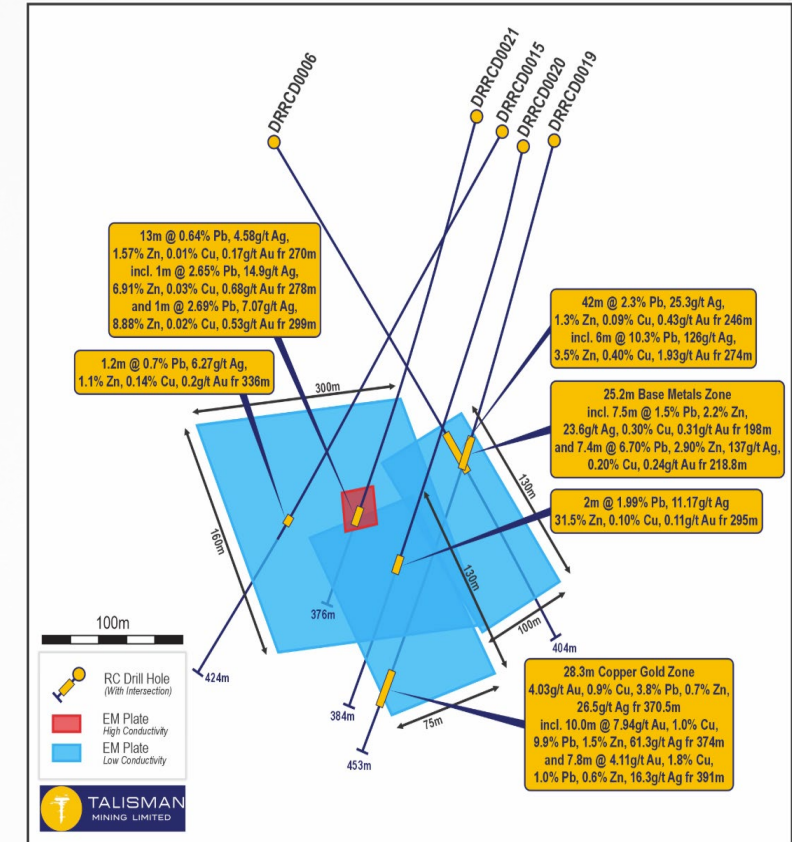 DRRCD0006
DRRCD0021
DRRCD0015
DRRCD0020
DRRCD0019
13m @ 0.64% Pb, 4.58g/t Ag,
1.57% Zn, 0.01% Cu, 0.17g/t Au fr 270m
incl. 1m @ 2.65% Pb, 14.9g/t Ag,
6.91% Zn, 0.03% Cu, 0.68g/t Au fr 278m
and 1m @ 2.69% Pb, 7.07g/t Ag,
8.88% Zn, 0.02% Cu, 0.53g/t Au fr 299m
1.2m @ 0.7% Pb, 6.27g/t Ag,
1.1% Zn, 0.14% Cu, 0.2g/t Au fr 336m
42m @ 2.3% Pb, 25.3g/t Ag,
1.3% Zn, 0.09% Cu, 0.43g/t Au fr 246m
incl. 6m @ 10.3% Pb, 126g/t Ag,
3.5% Zn, 0.40% Cu, 1.93g/t Au fr 274m
25.2m Base Metals Zone
incl. 7.5m @ 1.5% Pb, 2.2% Zn,
23.6g/t Ag, 0.30% Cu, 0.31g/t Au fr 198m
and 7.4m @ 6.70% Pb, 2.90% Zn, 137g/t Ag,
0.20% Cu, 0.24g/t Au fr 218.8m
2m @ 1.99% Pb, 11.17g/t Ag
31.5% Zn, 0.10% Cu, 0.11g/t Au fr 295m
28.3m Copper Gold Zone
4.03g/t Au, 0.9% Cu, 3.8% Pb, 0.7% Zn,
26.5g/t Ag fr 370.5m
incl. 10.0m @ 7.94g/t Au, 1.0% Cu,
9.9% Pb, 1.5% Zn, 61.3g/t Ag fr 374m
and 7.8m @ 4.11g/t Au, 1.8% Cu,
1.0% Pb, 0.6% Zn, 16.3g/t Ag fr 391m
300m
160m
130m
130m
100m
75m
376m
424m
384m
453m
404m
100m
RC Drill Hole
(With Intersection)
EM Plate
High Conductivity
EM Plate
Low Conductivity
TALISMAN
MINING LIMITED